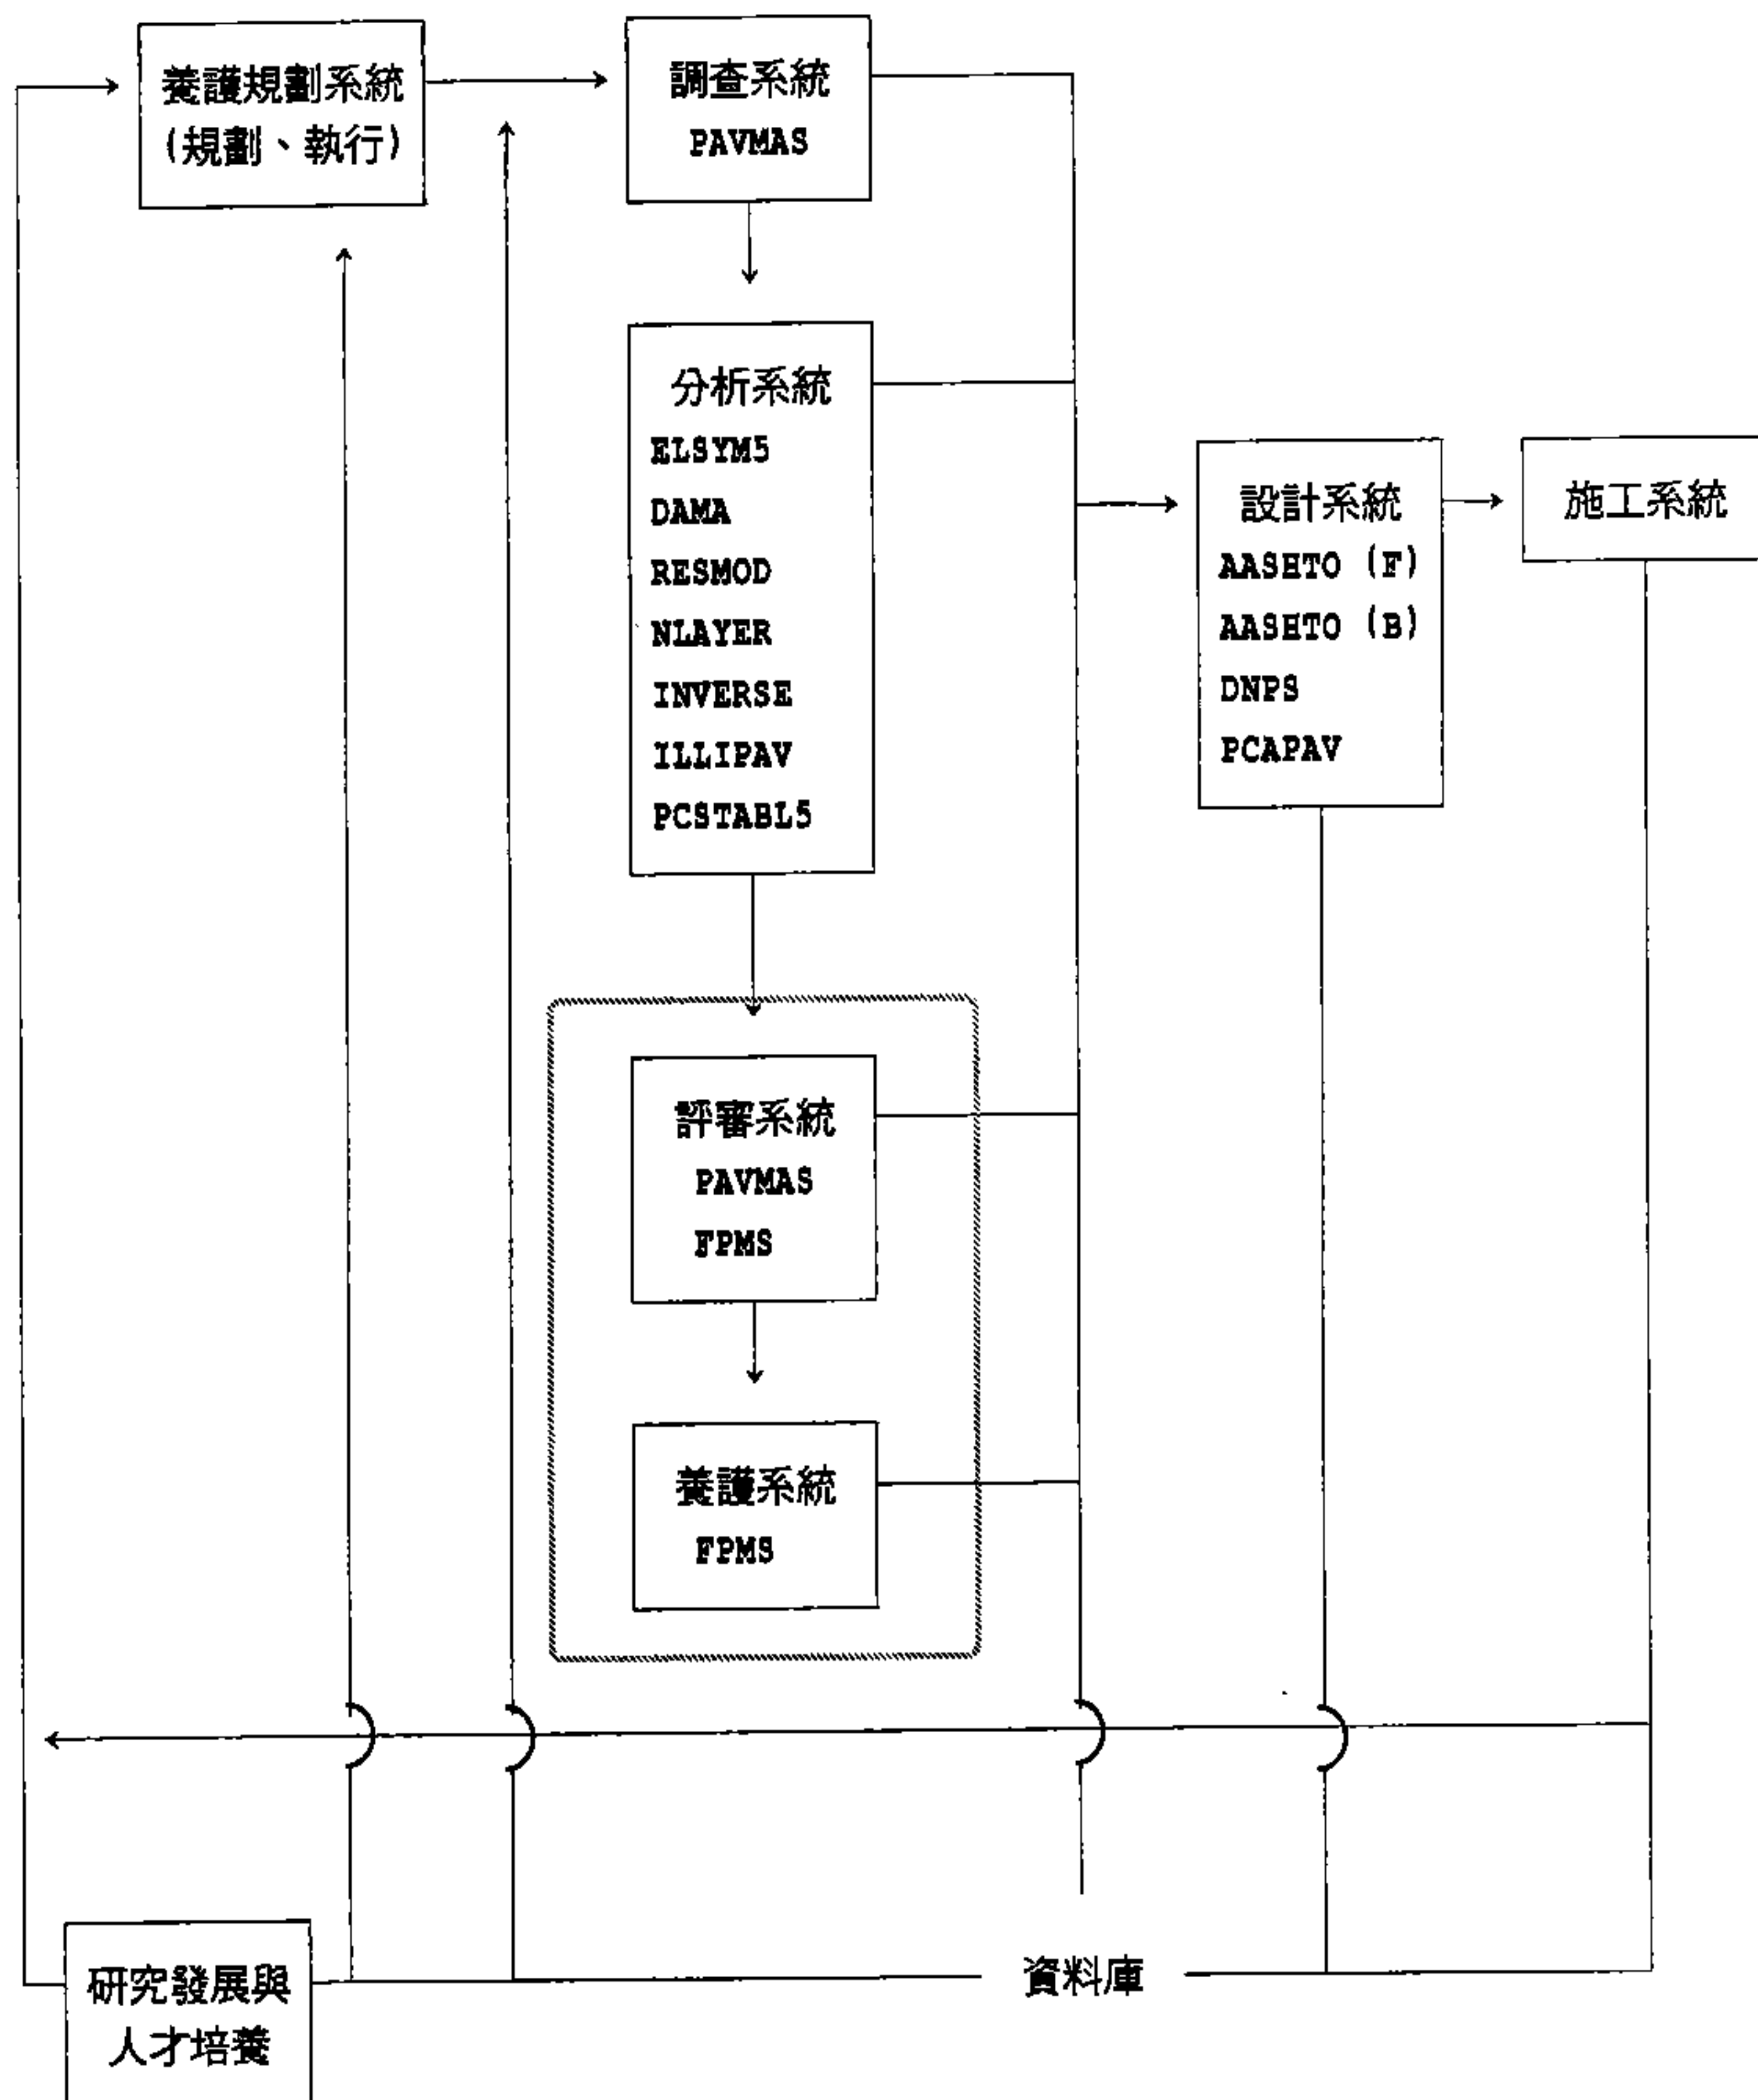 養護規劃系統
(規劃、執行)
調查系統
PAVMAS
分析系統
ELSYM5
DAMA
RESMOD
NLAYER
INVERSE
ILLIPAV
PCSTABL5
設計系統
AASHTO (F)
AASHTO (B)
DNPS
PCAPAV
施工系統
評審系統
PAVMAS
FPMS
養護系統
FPMS
資料庫
研究發展與
人才培養